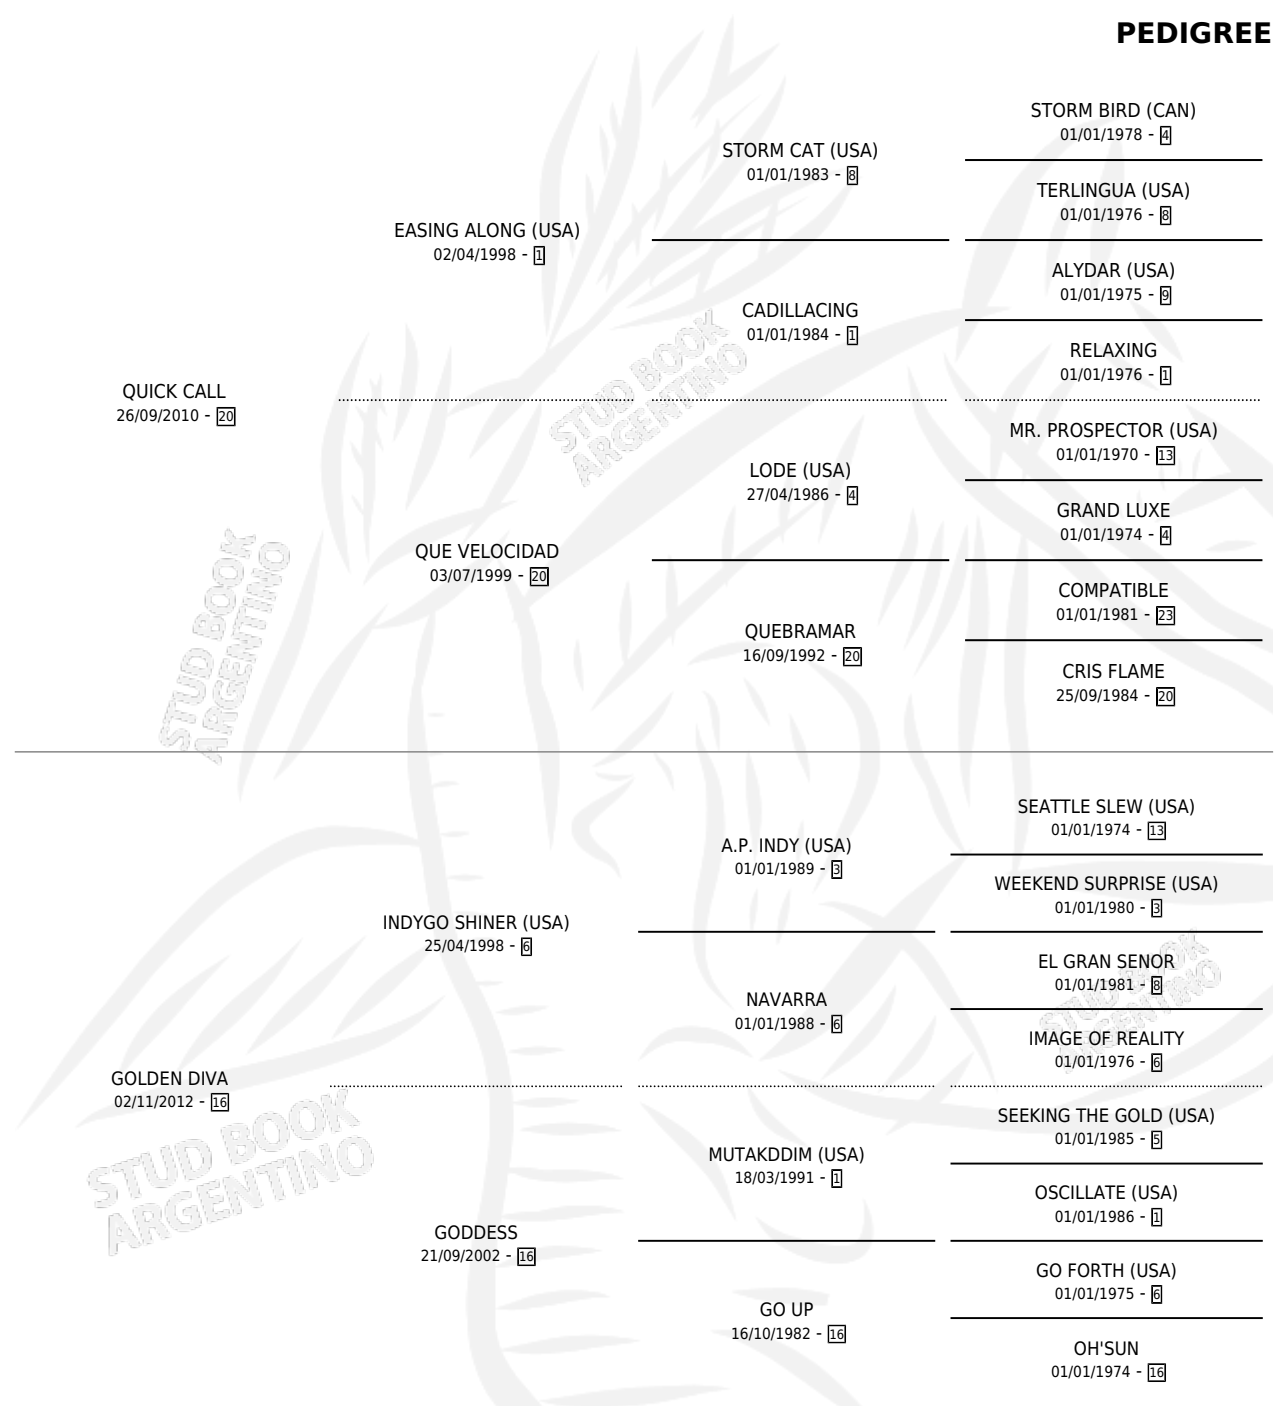 PEDIGREE
STORM BIRD (CAN)
01/01/1978 - 4
STORM CAT (USA)
01/01/1983 - 8
TERLINGUA (USA)
01/01/1976 - 8
EASING ALONG (USA)
02/04/1998 - 1
ALYDAR (USA)
01/01/1975 - 9
CADILLACING
01/01/1984 - 1
RELAXING
01/01/1976 - 1
QUICK CALL
26/09/2010 - 20
MR. PROSPECTOR (USA)
01/01/1970 - 13
LODE (USA)
27/04/1986 - 4
GRAND LUXE
01/01/1974 - 4
QUE VELOCIDAD
03/07/1999 - 20
COMPATIBLE
01/01/1981 - 23
QUEBRAMAR
16/09/1992 - 20
CRIS FLAME
25/09/1984 - 20
SEATTLE SLEW (USA)
01/01/1974 - 13
A.P. INDY (USA)
01/01/1989 - 3
WEEKEND SURPRISE (USA)
01/01/1980 - 3
INDYGO SHINER (USA)
25/04/1998 - 6
EL GRAN SENOR
01/01/1981 - 8
NAVARRA
01/01/1988 - 6
IMAGE OF REALITY
01/01/1976 - 6
GOLDEN DIVA
02/11/2012 - 16
SEEKING THE GOLD (USA)
01/01/1985 - 5
MUTAKDDIM (USA)
18/03/1991 - 1
OSCILLATE (USA)
01/01/1986 - 1
GODDESS
21/09/2002 - 16
GO FORTH (USA)
01/01/1975 - 6
GO UP
16/10/1982 - 16
OH'SUN
01/01/1974 - 16
STUD BOOK
ARGENTINO
STUD BOOK
ARGENTINO
STUD BOOK
ARGENTINO
STUD BOOK
ARGENTINO